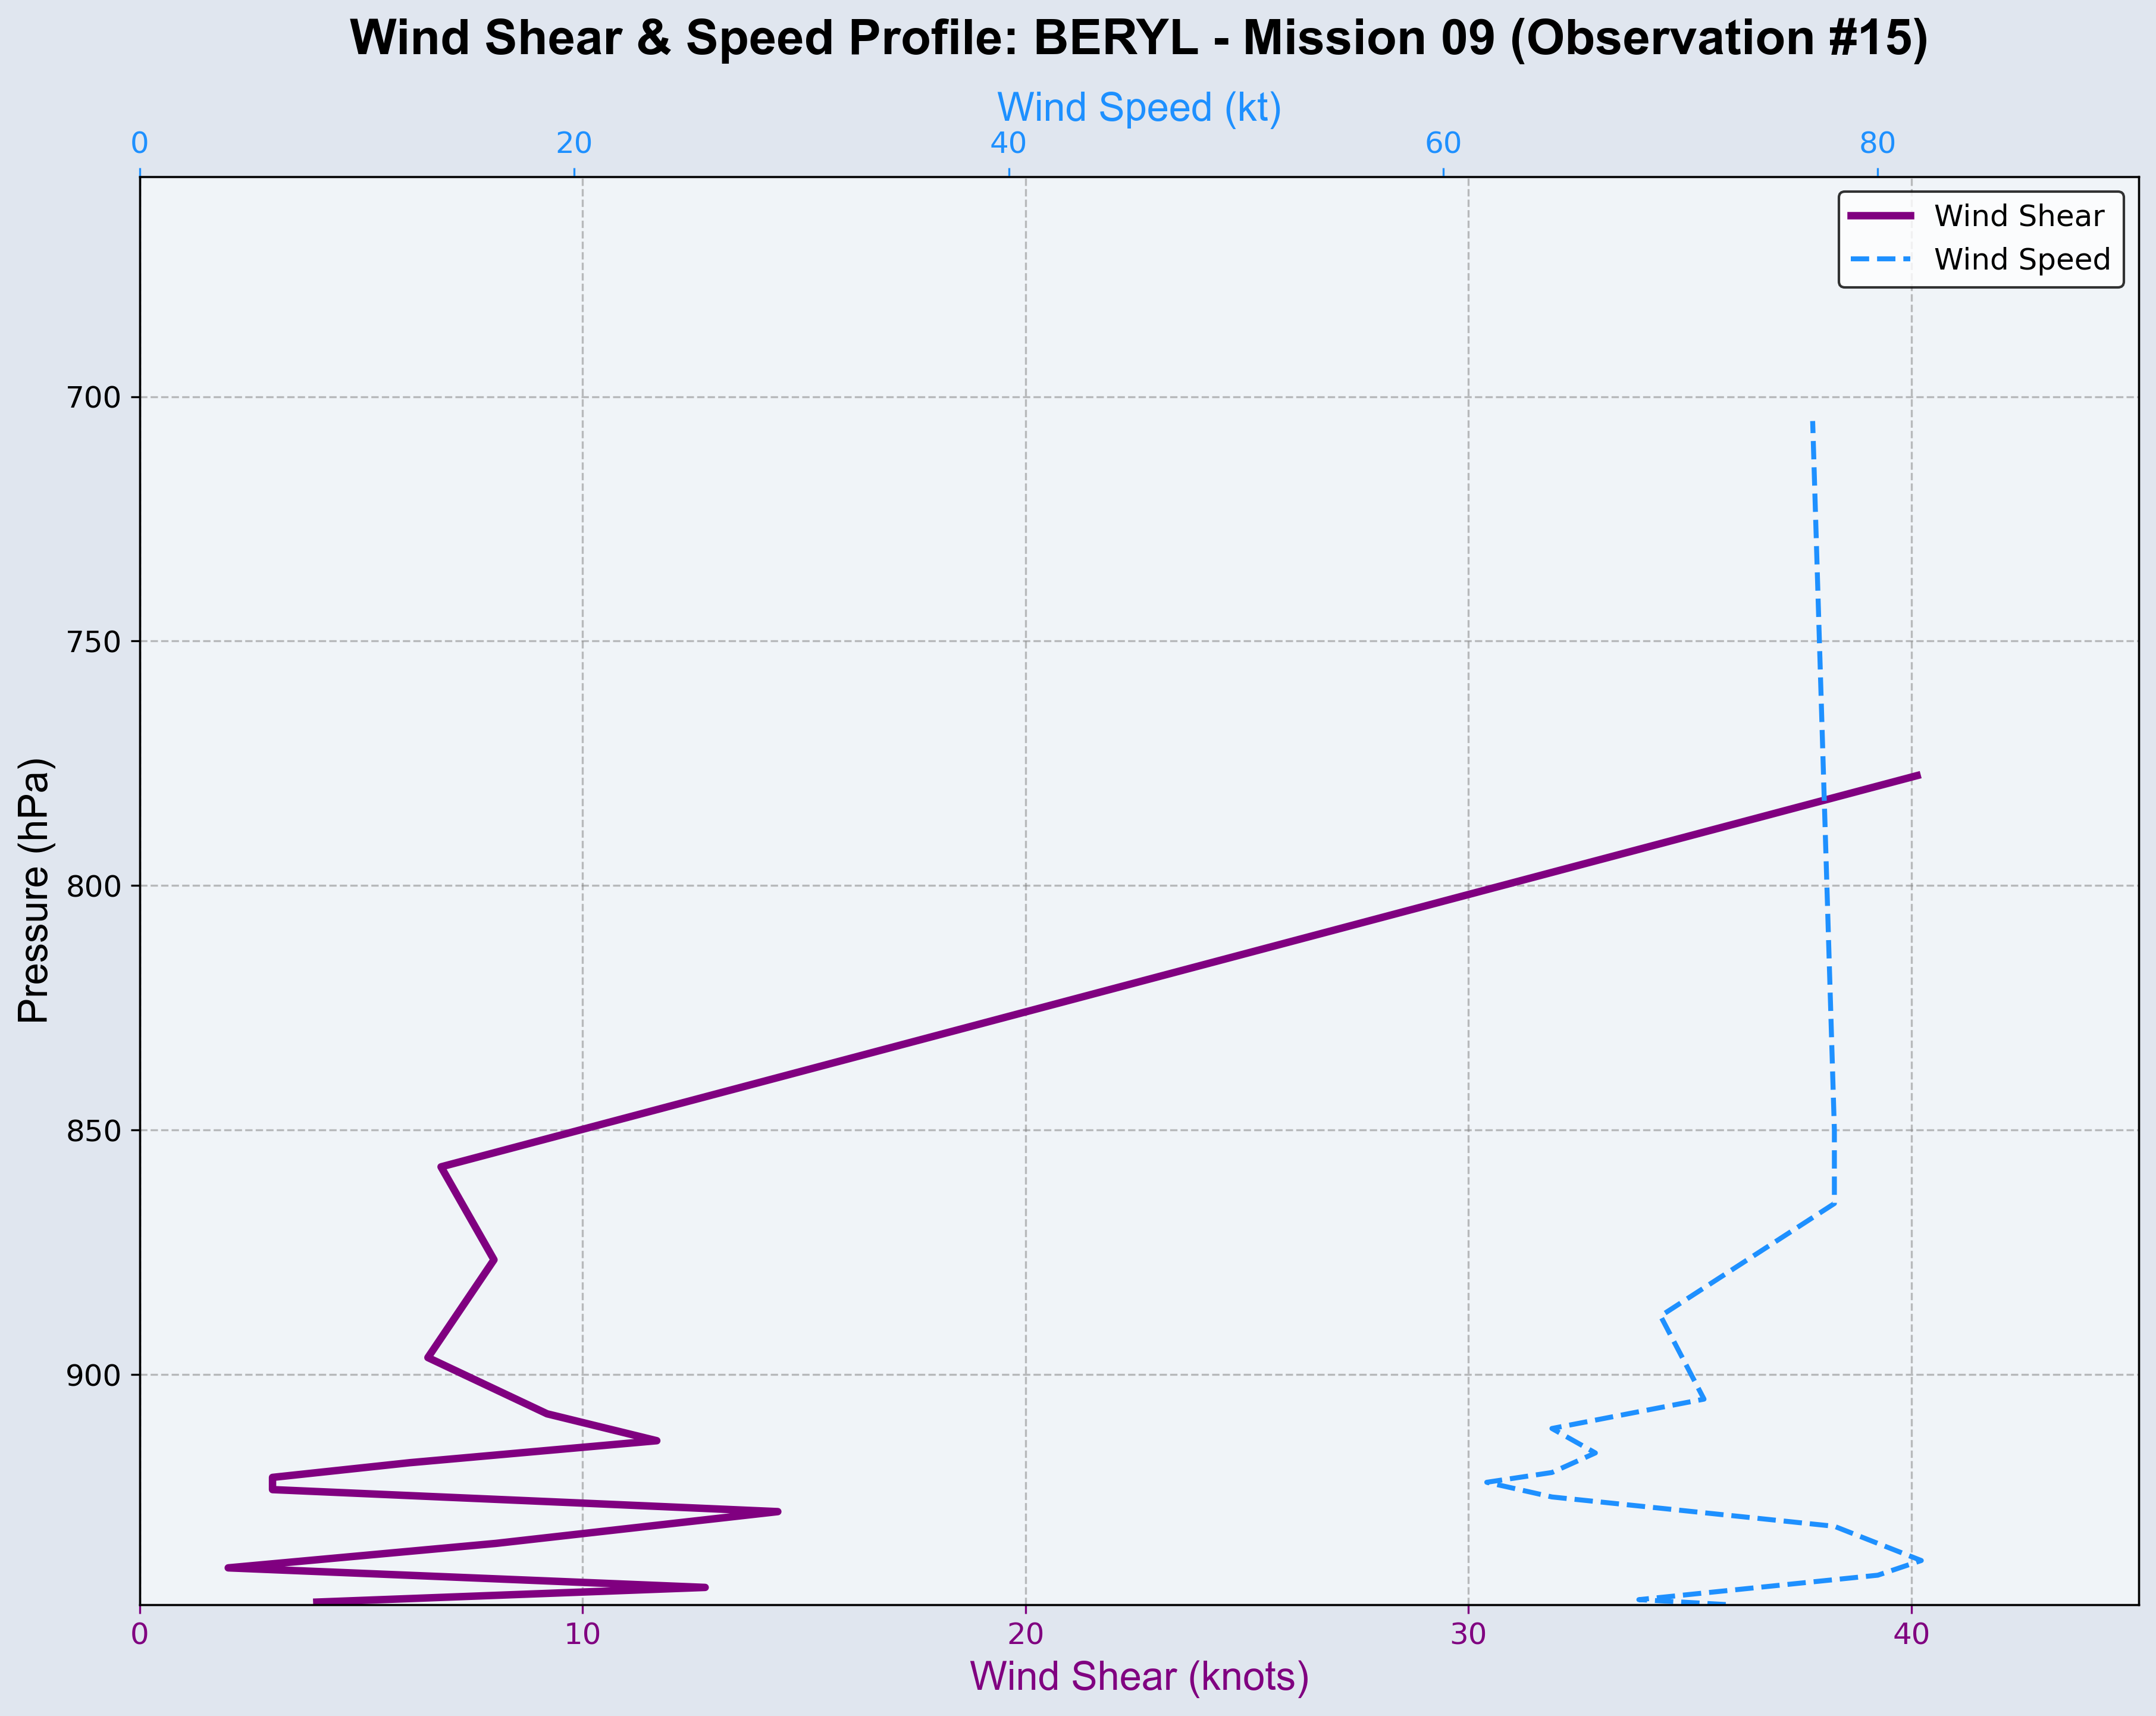 Wind Shear & Speed Profile: BERYL - Mission 09 (Observation #15)
Wind Speed (kt)
0 20 40 60 80
Wind Shear
Wind Speed
700
750
800
850
900
Pressure (hPa)
0 10 20 30 40
Wind Shear (knots)